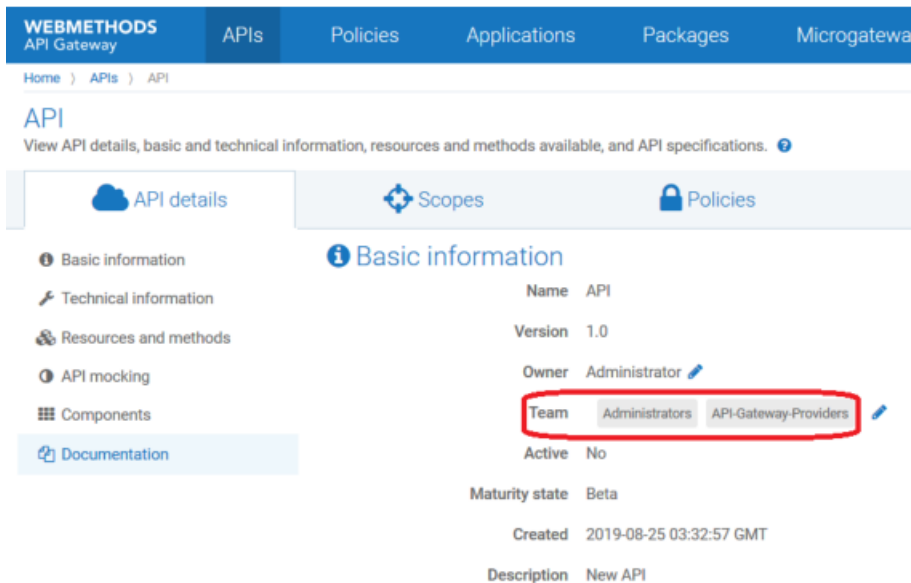 WEBMETHODS
API Gateway
APIs
Policies
Applications
Packages
Microgatewa
Home 〉 APIs 〉 API
API
View API details, basic and technical information, resources and methods available, and API specifications.
API details
Scopes
Policies
Basic information
Technical information
Resources and methods
API mocking
Components
Documentation
Basic information
Name API
Version 1.0
Owner Administrator
Team Administrators API-Gateway-Providers
Active No
Maturity state Beta
Created 2019-08-25 03:32:57 GMT
Description New API